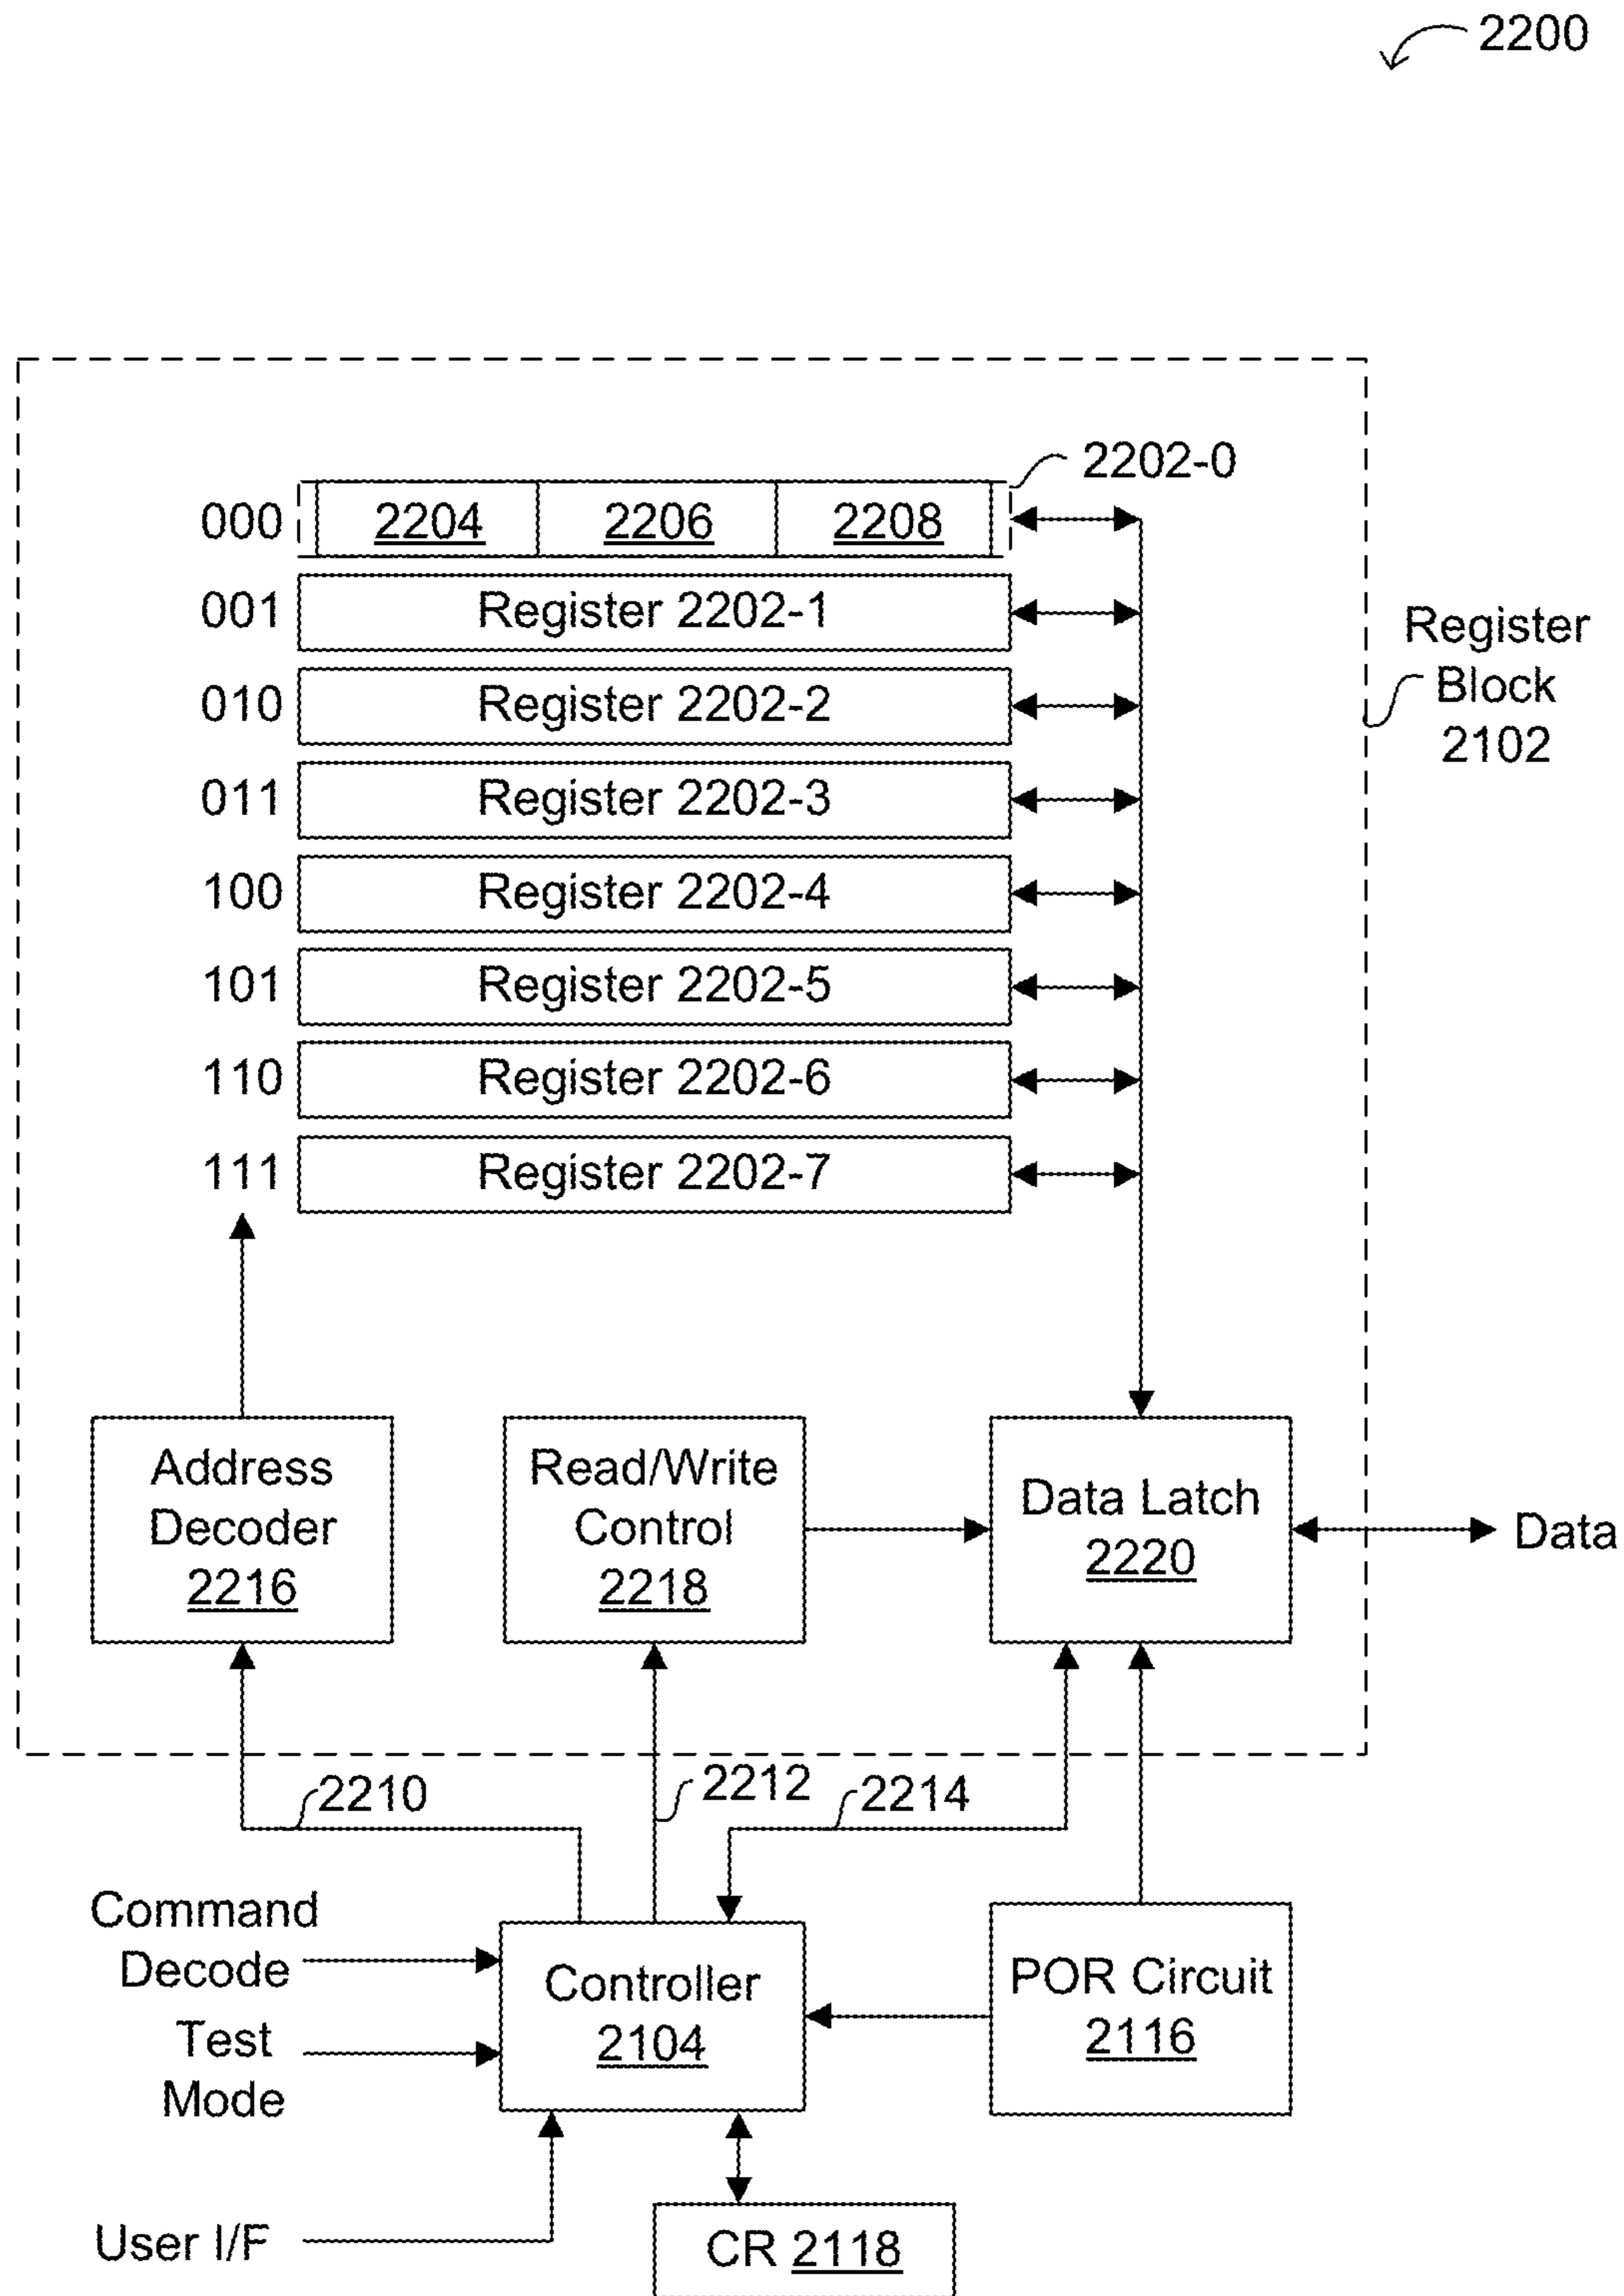 2200
2202-0
000 2204 2206 2208
001 Register 2202-1
010 Register 2202-2
011 Register 2202-3
100 Register 2202-4
101 Register 2202-5
110 Register 2202-6
111 Register 2202-7
Register
Block
2102
Address
Decoder
2216
Read/Write
Control
2218
Data Latch
2220
Data
2210
2212
2214
Command
Decode
Test
Mode
User I/F
Controller
2104
POR Circuit
2116
CR 2118